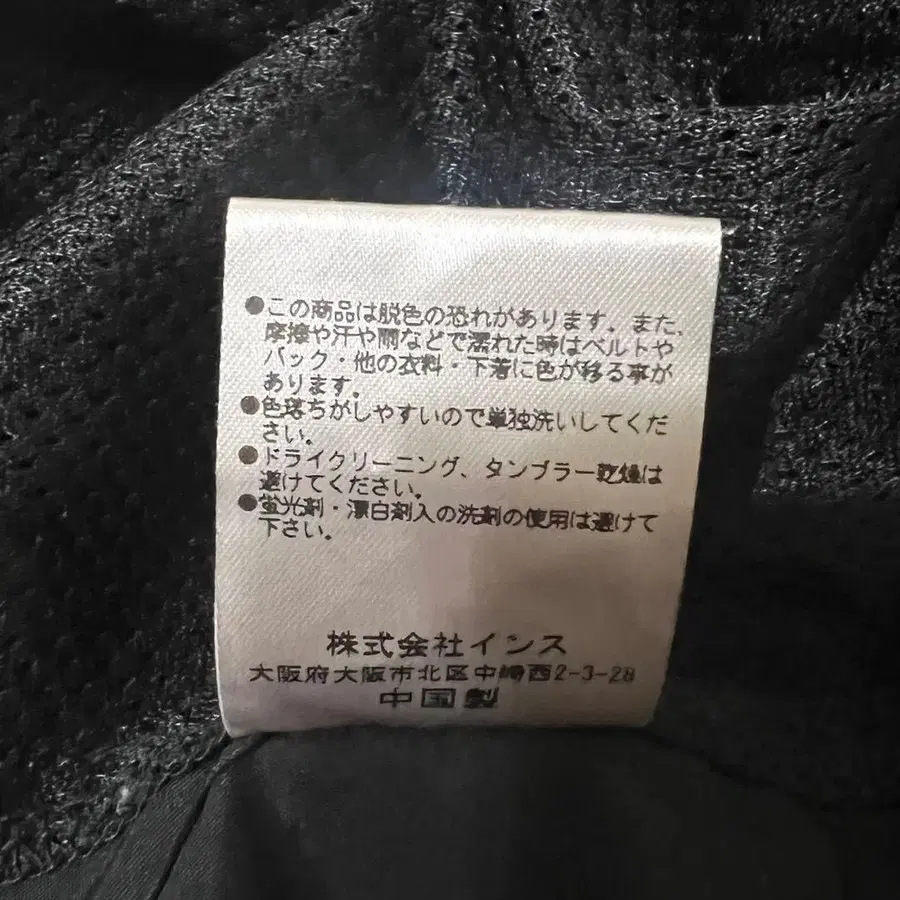 ●この商品は脱色の恐れがあります。また、
摩擦や汗や雨などで濡れた時はベルトや
バック・他の衣料・下着に色が移る事が
あります。
●色落ちがしやすいので単独洗いしてくだ
さい。
●ドライクリーニング、タンブラー乾燥は
避けてください。
●蛍光剤・漂白剤入の洗剤の使用は避けて
下さい。
株式会社インス
大阪府大阪市北区中崎西2-3-28
中国製